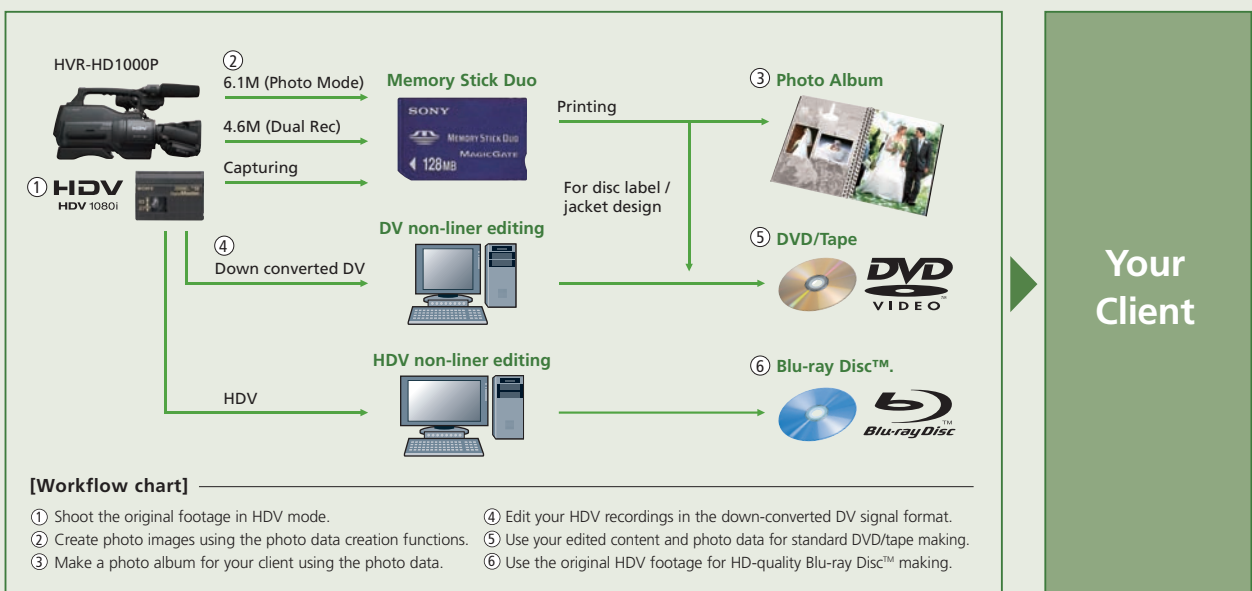 HVR-HD1000P
②
6.1M (Photo Mode)
4.6M (Dual Rec)
Capturing
① HDV
HDV 1080i
Memory Stick Duo
SONY
MEMORY STICK DUO
MAGICGATE
128MB
Printing
For disc label /
jacket design
③ Photo Album
④
Down converted DV
DV non-liner editing
⑤ DVD/Tape
DVD
VIDEO
HDV
HDV non-liner editing
⑥ Blu-ray Disc™.
Blu-ray Disc
Your
Client
[Workflow chart]
① Shoot the original footage in HDV mode.
② Create photo images using the photo data creation functions.
③ Make a photo album for your client using the photo data.
④ Edit your HDV recordings in the down-converted DV signal format.
⑤ Use your edited content and photo data for standard DVD/tape making.
⑥ Use the original HDV footage for HD-quality Blu-ray Disc™ making.